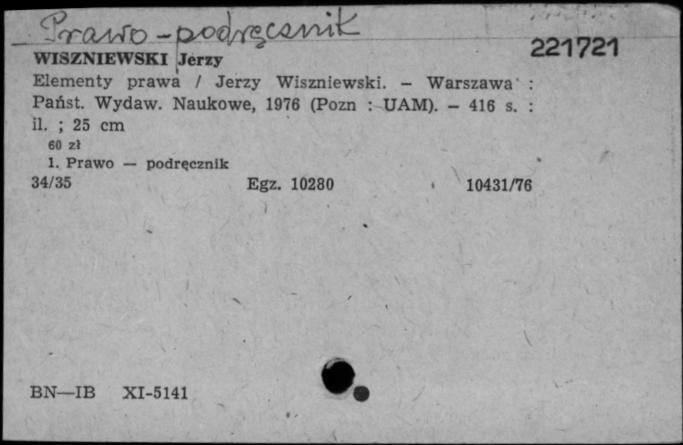 Prawo - podręcznik
221721
WISZNIEWSKI Jerzy
Elementy prawa / Jerzy Wiszniewski. — Warszawa :
Państ. Wydaw. Naukowe, 1976 (Pozn : UAM). — 416 s. :
il. ; 25 cm
60 zł
1. Prawo — podręcznik
34/35 Egz. 10280 10431/76
BN—IB XI-5141